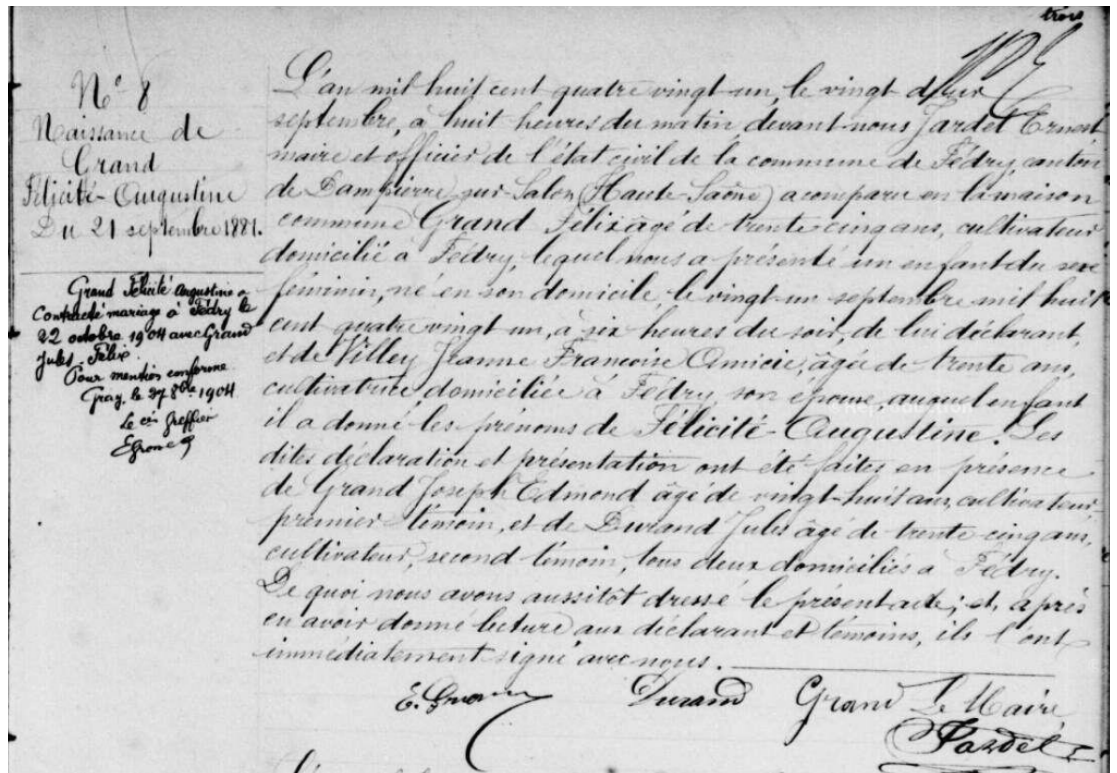 trois
N° 8
Naissance de
Grand
Félicité-Augustine
Du 21 septembre 1881.
Grand Félicité Augustine a
Contracté mariage à Fédry le
22 octobre 1904 avec Grand
Jules-Félix.
Pour mention conforme
Gray, le 27 8bre 1904
Le cis Greffier
L'an mil huit cent quatre vingt un, le vingt deux
septembre, à huit heures du matin devant nous Jardel Ernest
maire et officier de l'état civil de la commune de Fédry, canton
de Dampierre-sur-Salon (Haute-Saône) a comparu en la maison
commune Grand Félix âgé de trente cinq ans, cultivateur
domicilié à Fédry, lequel nous a présenté un enfant du sexe
féminin, né en son domicile, le vingt-un septembre mil huit
cent quatre vingt un, à six heures du soir, de lui déclarant,
et de Villey Jeanne Françoise Amicie, âgée de trente ans,
cultivatrice domiciliée à Fédry, son épouse, auquel enfant
il a donné les prénoms de Félicité-Augustine. Les
dites déclaration et présentation ont été faites en présence
de Grand Joseph Edmond âgé de vingt-huit ans, cultivateur
premier témoin, et de Durand Jules âgé de trente cinq ans,
cultivateur, second témoin, tous deux domiciliés à Fédry.
De quoi nous avons aussitôt dressé le présent acte; et, après
en avoir donné lecture aux déclarant et témoins, ils l'ont
immédiatement signé avec nous.
©Reproduction
E. Grand Durand Grand Le Maire
Jardel